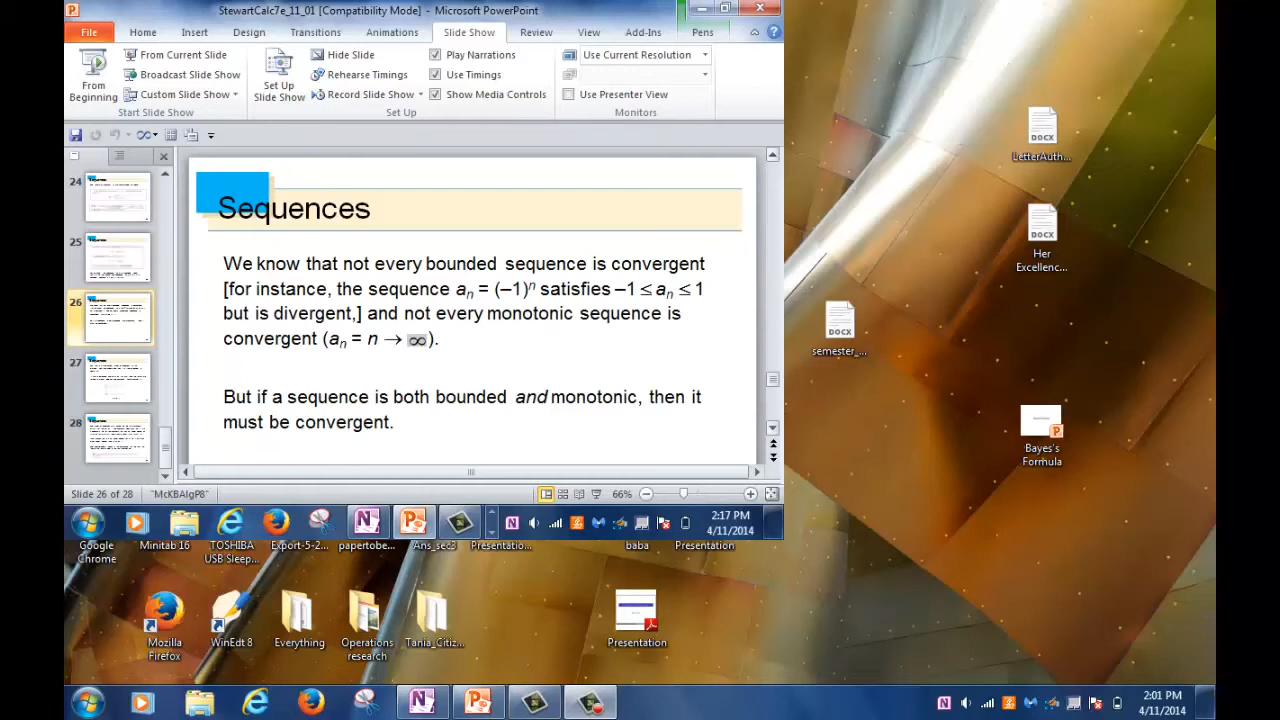 StewartCalc7e_11_01 [Compatibility Mode] - Microsoft PowerPoint
File Home Insert Design Transitions Animations Slide Show Review View Add-Ins Pens
From Beginning
From Current Slide
Broadcast Slide Show
Custom Slide Show
Start Slide Show
Set Up Slide Show
Hide Slide
Rehearse Timings
Record Slide Show
Play Narrations
Use Timings
Show Media Controls
Set Up
Use Current Resolution
Use Presenter View
Monitors
24
25
26
27
28
Sequences
We know that not every bounded sequence is convergent
[for instance, the sequence aₙ = (–1)ⁿ satisfies –1 ≤ aₙ ≤ 1
but is divergent,] and not every monotonic sequence is
convergent (aₙ = n → ∞).
But if a sequence is both bounded and monotonic, then it
must be convergent.
Slide 26 of 28 "McKBAlgP8" 66%
2:17 PM
4/11/2014
LetterAuth...
Her
Excellenc...
semester_...
Bayes's
Formula
DOCX
DOCX
DOCX
Google
Chrome
Minitab 16
TOSHIBA
USB Sleep...
Export-5-2...
papertobe...
Ans_sec3
Presentatio...
baba
Presentation
Mozilla
Firefox
WinEdt 8
Everything
Operations
research
Tania_Citiz...
Presentation
2:01 PM
4/11/2014